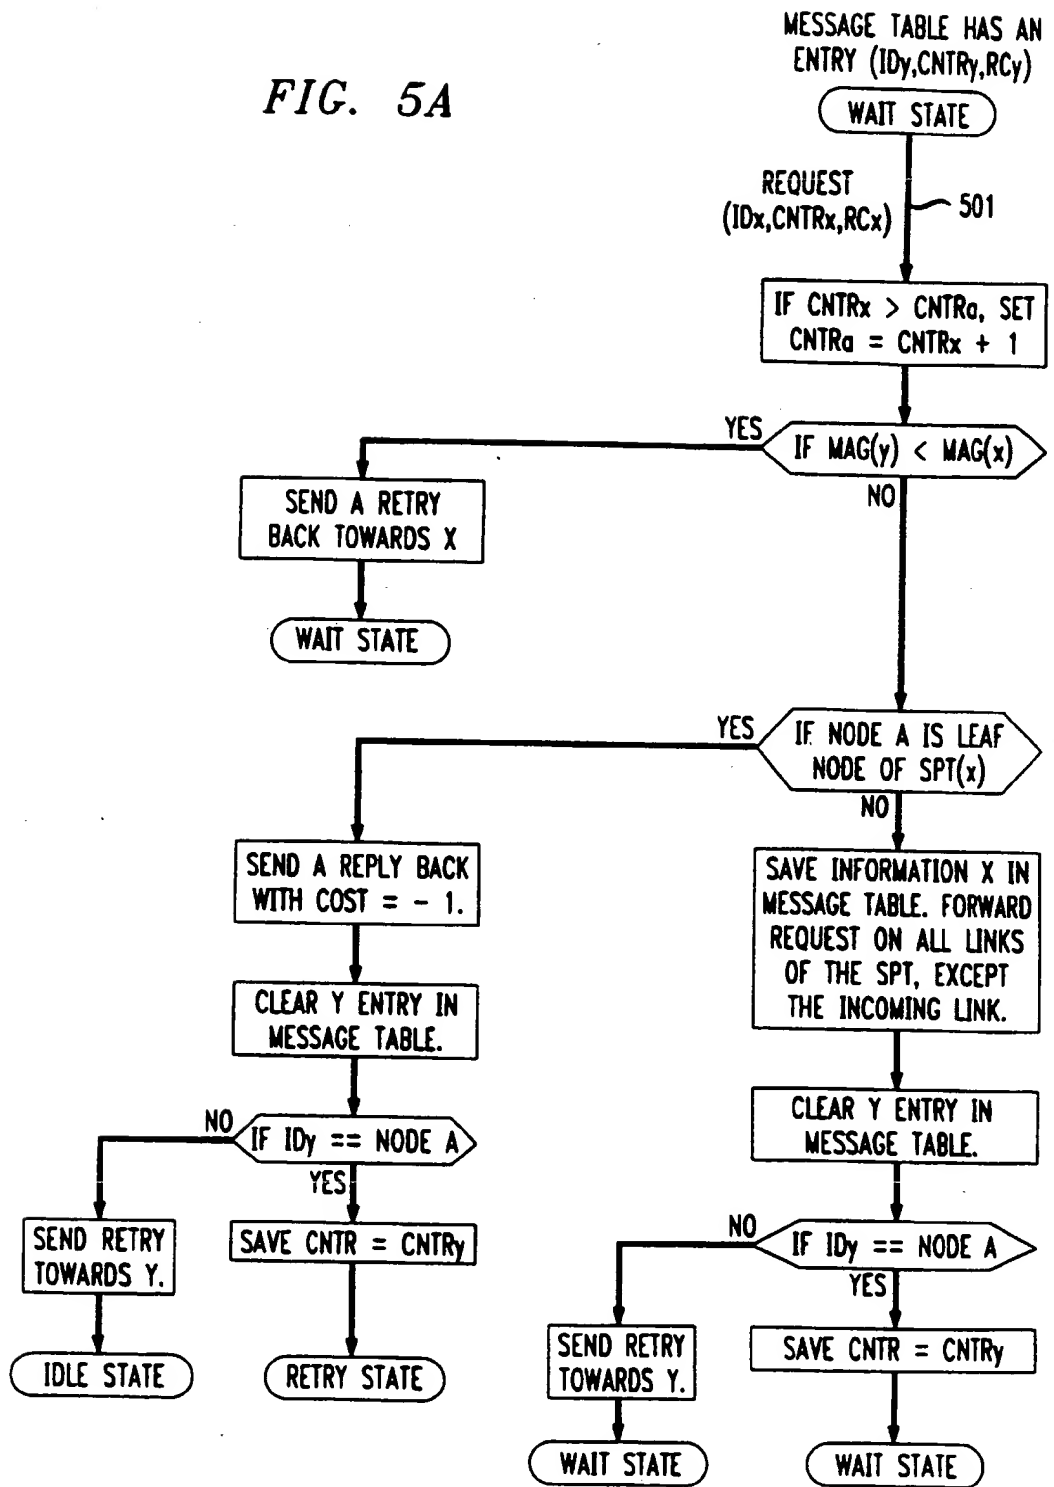 FIG. 5A
MESSAGE TABLE HAS AN
ENTRY (IDy,CNTRy,RCy)
WAIT STATE
REQUEST
(IDx,CNTRx,RCx)
501
IF CNTRx > CNTRa, SET
CNTRa = CNTRx + 1
YES
IF MAG(y) < MAG(x)
NO
SEND A RETRY
BACK TOWARDS X
WAIT STATE
YES
IF NODE A IS LEAF
NODE OF SPT(x)
NO
SEND A REPLY BACK
WITH COST = - 1.
CLEAR Y ENTRY IN
MESSAGE TABLE.
NO
IF IDy == NODE A
YES
SEND RETRY
TOWARDS Y.
SAVE CNTR = CNTRy
IDLE STATE
RETRY STATE
SAVE INFORMATION X IN
MESSAGE TABLE. FORWARD
REQUEST ON ALL LINKS
OF THE SPT, EXCEPT
THE INCOMING LINK.
CLEAR Y ENTRY IN
MESSAGE TABLE.
NO
IF IDy == NODE A
YES
SEND RETRY
TOWARDS Y.
SAVE CNTR = CNTRy
WAIT STATE
WAIT STATE